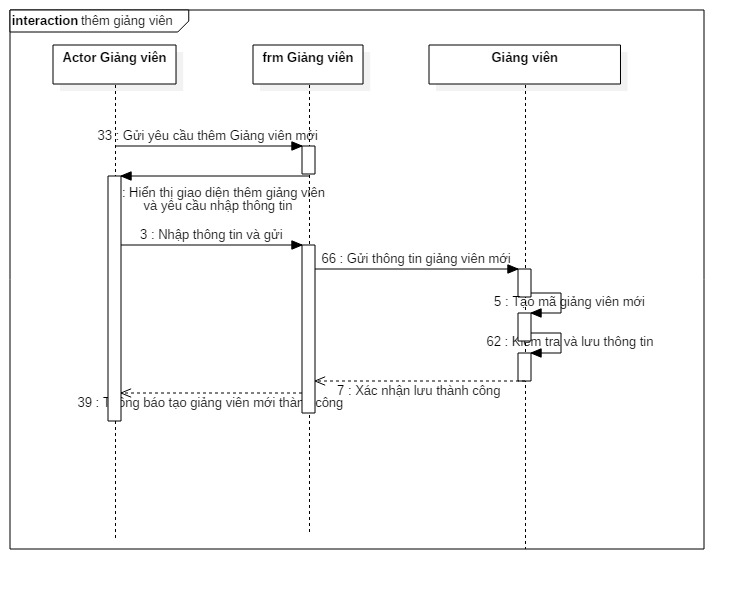 interaction thêm giảng viên
Actor Giảng viên
frm Giảng viên
Giảng viên
33 : Gửi yêu cầu thêm Giảng viên mới
: Hiển thị giao diện thêm giảng viên
và yêu cầu nhập thông tin
3 : Nhập thông tin và gửi
66 : Gửi thông tin giảng viên mới
5 : Tạo mã giảng viên mới
62 : Kiểm tra và lưu thông tin
7 : Xác nhận lưu thành công
39 : Thông báo tạo giảng viên mới thành công